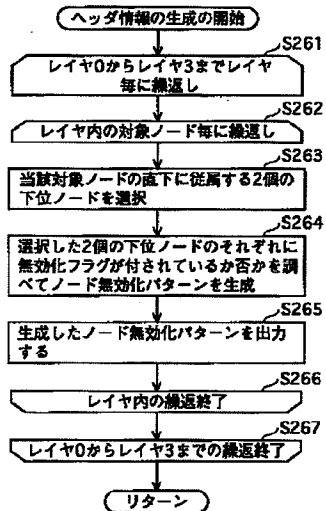 ヘッダ情報の生成の開始
S261
レイヤ0からレイヤ3までレイヤ
毎に繰返し
S262
レイヤ内の対象ノード毎に繰返し
S263
当該対象ノードの直下に従属する2個の
下位ノードを選択
S264
選択した2個の下位ノードのそれぞれに
無効化フラグが付されているか否かを調
べてノード無効化パターンを生成
S265
生成したノード無効化パターンを出力
する
S266
レイヤ内の繰返終了
S267
レイヤ0からレイヤ3までの繰返終了
リターン